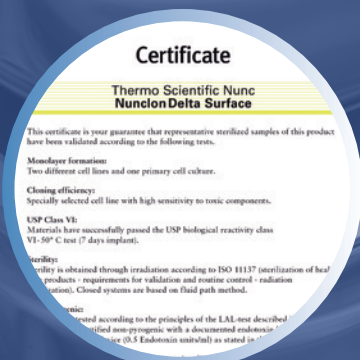 Certificate
Thermo Scientific Nunc
Nunclon Delta Surface
This certificate is your guarantee that representative sterilized samples of this product
have been validated according to the following tests.
Monolayer formation:
Two different cell lines and one primary cell culture.
Cloning efficiency:
Specially selected cell line with high sensitivity to toxic components.
USP Class VI:
Materials have successfully passed the USP biological reactivity class
VI-50° C test (7 days implant).
Sterility:
Sterility is obtained through irradiation according to ISO 11137 (sterilization of
products - requirements for validation and routine control - radiation
Closed systems are based on fluid path method.
tested according to the principles of the LAL-test described
non-pyrogenic with a documented endotoxin
(0.5 Endotoxin units/ml) as stated in